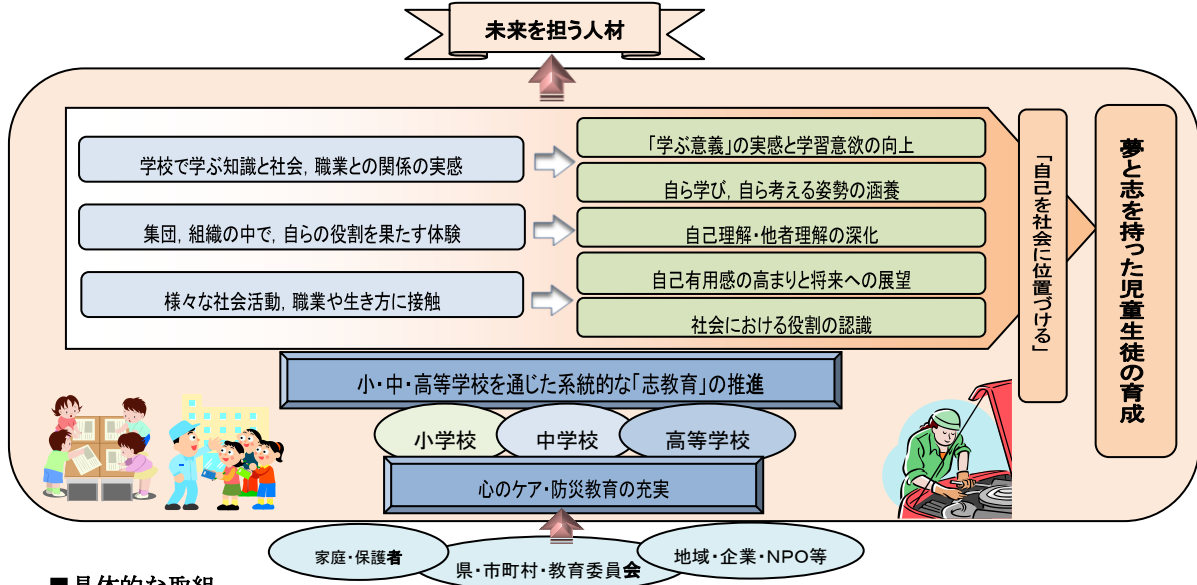 未来を担う人材
学校で学ぶ知識と社会，職業との関係の実感
集団，組織の中で，自らの役割を果たす体験
様々な社会活動，職業や生き方に接触
「学ぶ意義」の実感と学習意欲の向上
自ら学び，自ら考える姿勢の涵養
自己理解・他者理解の深化
自己有用感の高まりと将来への展望
社会における役割の認識
「自己を社会に位置づける」
夢と志を持った児童生徒の育成
小・中・高等学校を通じた系統的な「志教育」の推進
小学校
中学校
高等学校
心のケア・防災教育の充実
家庭・保護者
県・市町村・教育委員会
地域・企業・NPO等
■具体的な取組